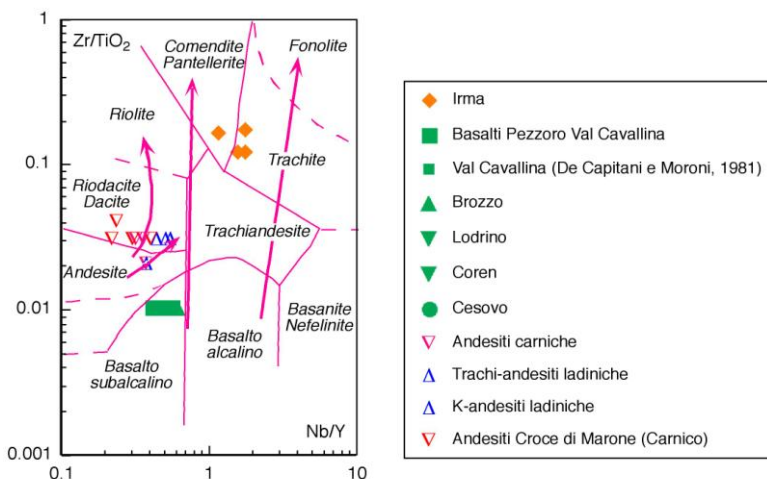 1
Zr/TiO2
Comendite
Pantellerite
Fonolite
Riolite
0.1
Trachite
Riodacite
Dacite
Trachiandesite
Andesite
0.01
Basanite
Nefelinite
Basalto
alcalino
Basalto
subalcalino
Nb/Y
0.001
0.1
1
10
Irma
Basalti Pezzoro Val Cavallina
Val Cavallina (De Capitani e Moroni, 1981)
Brozzo
Lodrino
Coren
Cesovo
Andesiti carniche
Trachi-andesiti ladiniche
K-andesiti ladiniche
Andesiti Croce di Marone (Carnico)